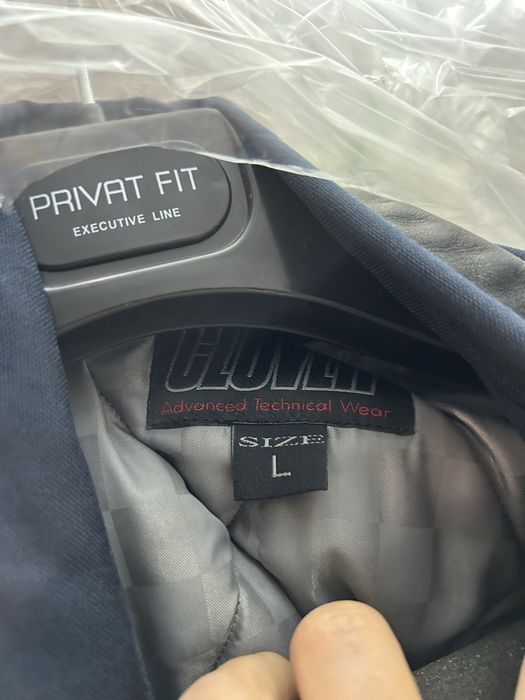 PRIVAT FIT
EXECUTIVE LINE
CLOVER
Advanced Technical Wear
SIZE
L